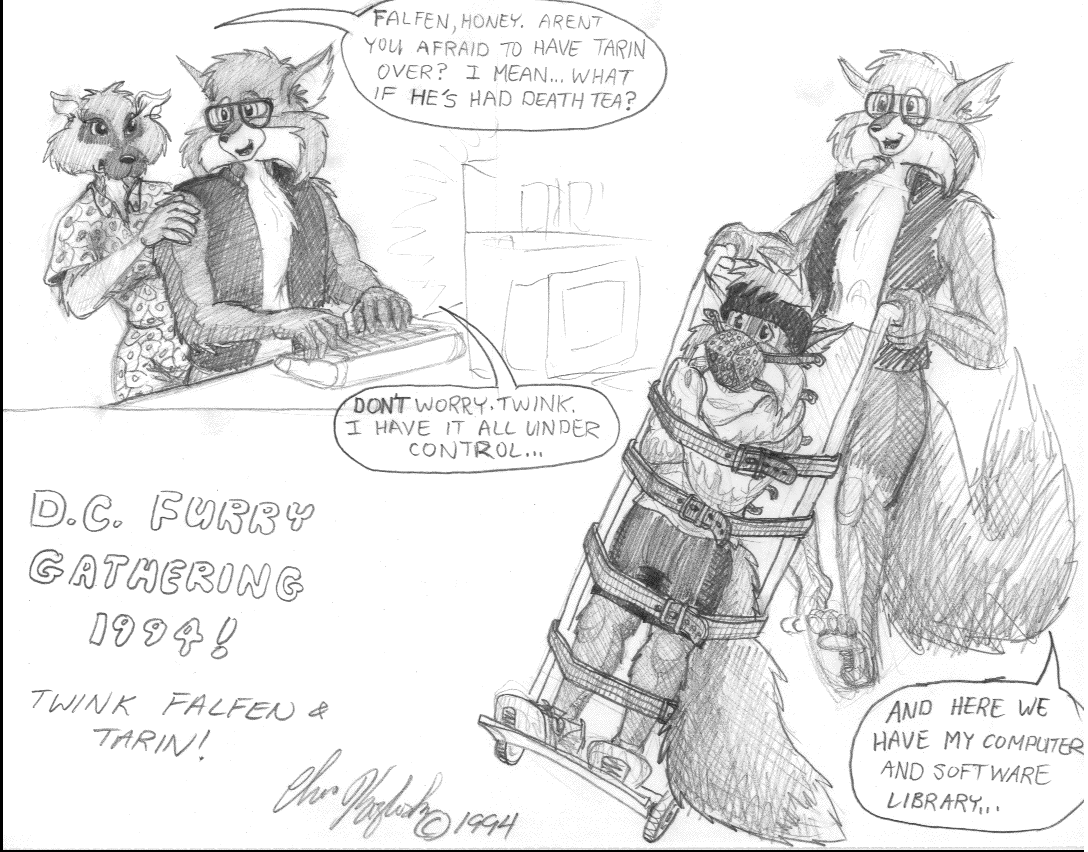 FALFEN, HONEY. ARENT
YOU AFRAID TO HAVE TARIN
OVER? I MEAN... WHAT
IF HE'S HAD DEATH TEA?
DON'T WORRY, TWINK.
I HAVE IT ALL UNDER
CONTROL...
D.C. FURRY
GATHERING
1994!
TWINK FALFEN &
TARIN!
© 1994
AND HERE WE
HAVE MY COMPUTER
AND SOFTWARE
LIBRARY...